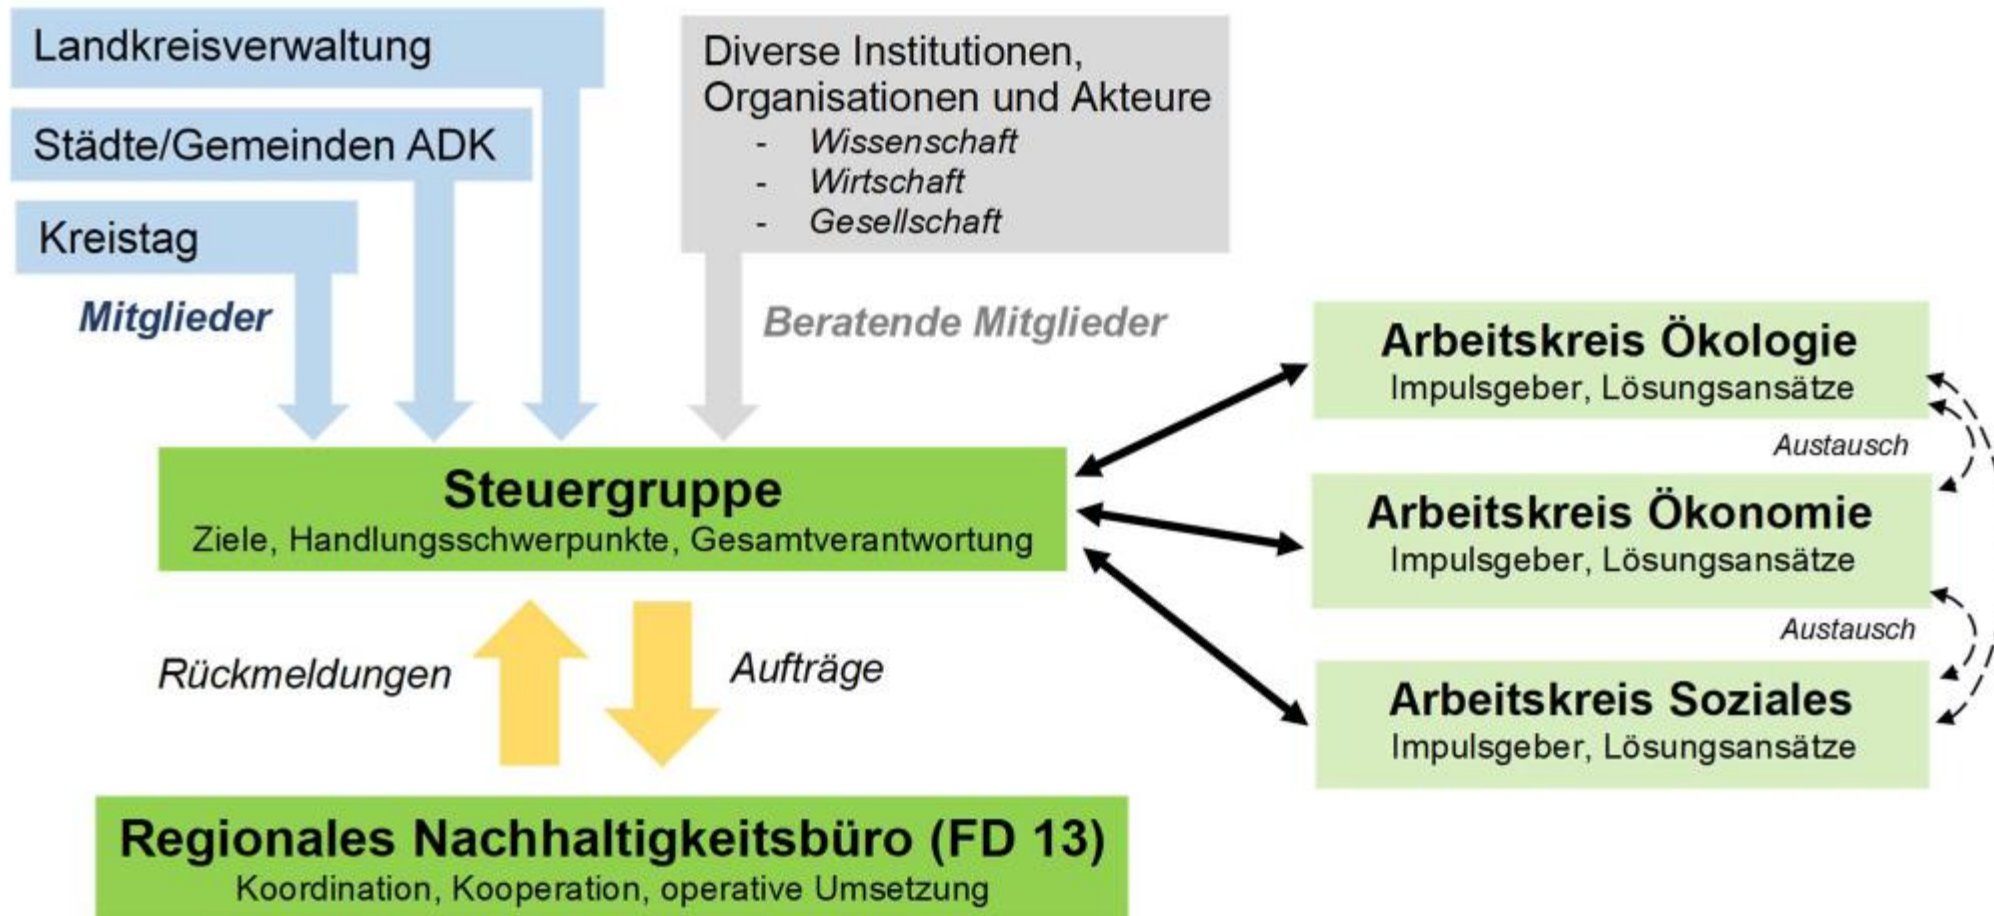 Landkreisverwaltung
Städte/Gemeinden ADK
Kreistag
Mitglieder
Diverse Institutionen,
Organisationen und Akteure
- Wissenschaft
- Wirtschaft
- Gesellschaft
Beratende Mitglieder
Steuergruppe
Ziele, Handlungsschwerpunkte, Gesamtverantwortung
Rückmeldungen
Aufträge
Regionales Nachhaltigkeitsbüro (FD 13)
Koordination, Kooperation, operative Umsetzung
Arbeitskreis Ökologie
Impulsgeber, Lösungsansätze
Austausch
Arbeitskreis Ökonomie
Impulsgeber, Lösungsansätze
Austausch
Arbeitskreis Soziales
Impulsgeber, Lösungsansätze